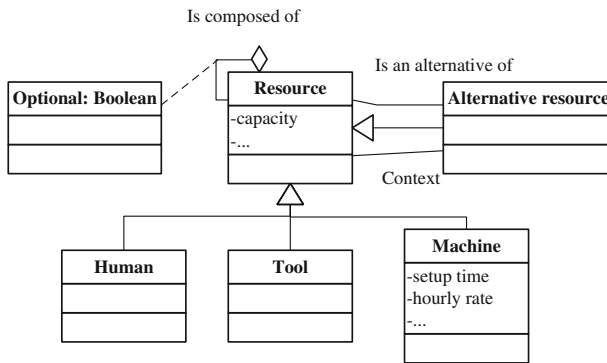 Is composed of
Is an alternative of
Optional: Boolean
Resource
Alternative resource
-capacity
-...
Context
Human
Tool
Machine
-setup time
-hourly rate
-...